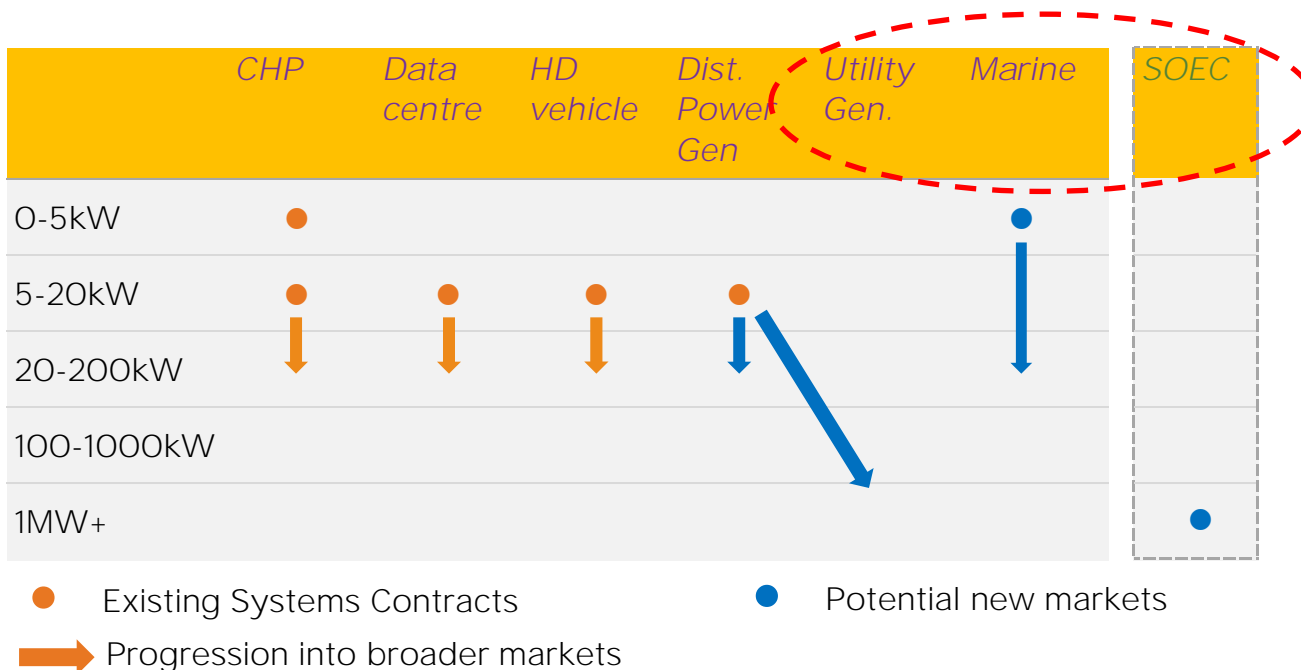 CHP Data HD Dist. Utility Marine SOEC
centre vehicle Power Gen.
Gen
0-5kW
5-20kW
20-200kW
100-1000kW
1MW+
Existing Systems Contracts
Potential new markets
Progression into broader markets